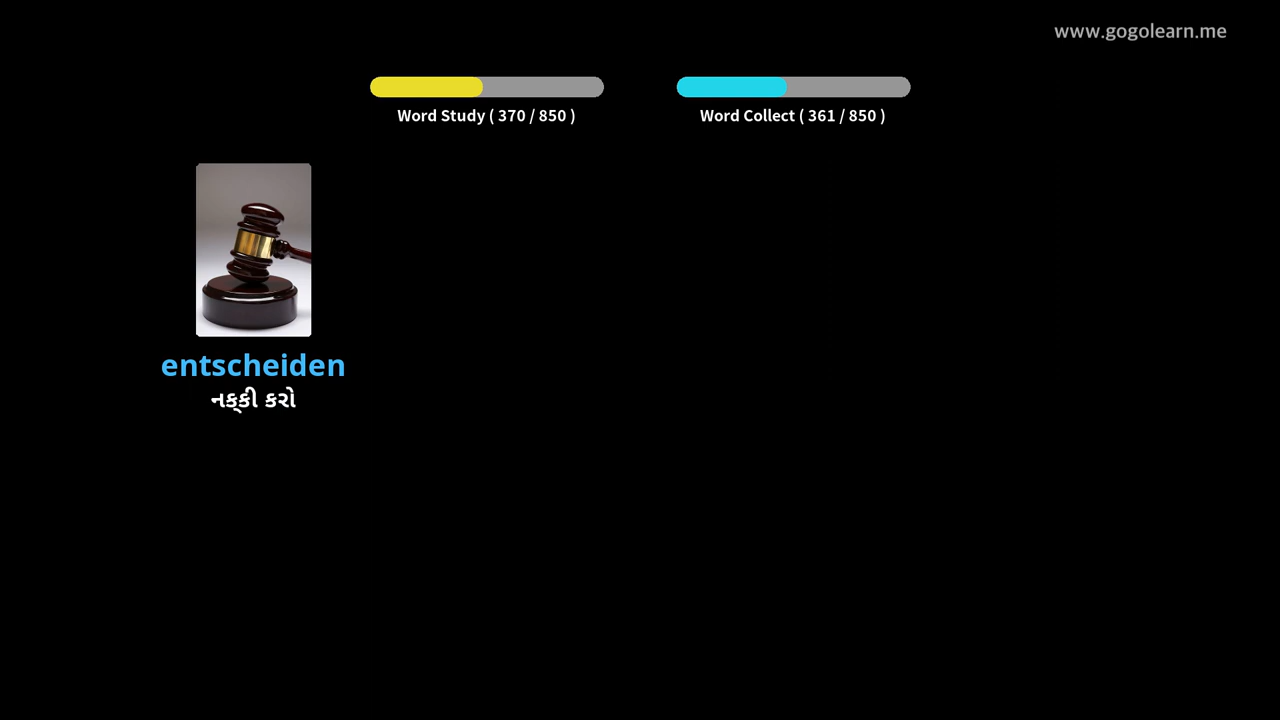 www.gogolearn.me
Word Study ( 370 / 850 )
Word Collect ( 361 / 850 )
entscheiden
નક્કી કરો